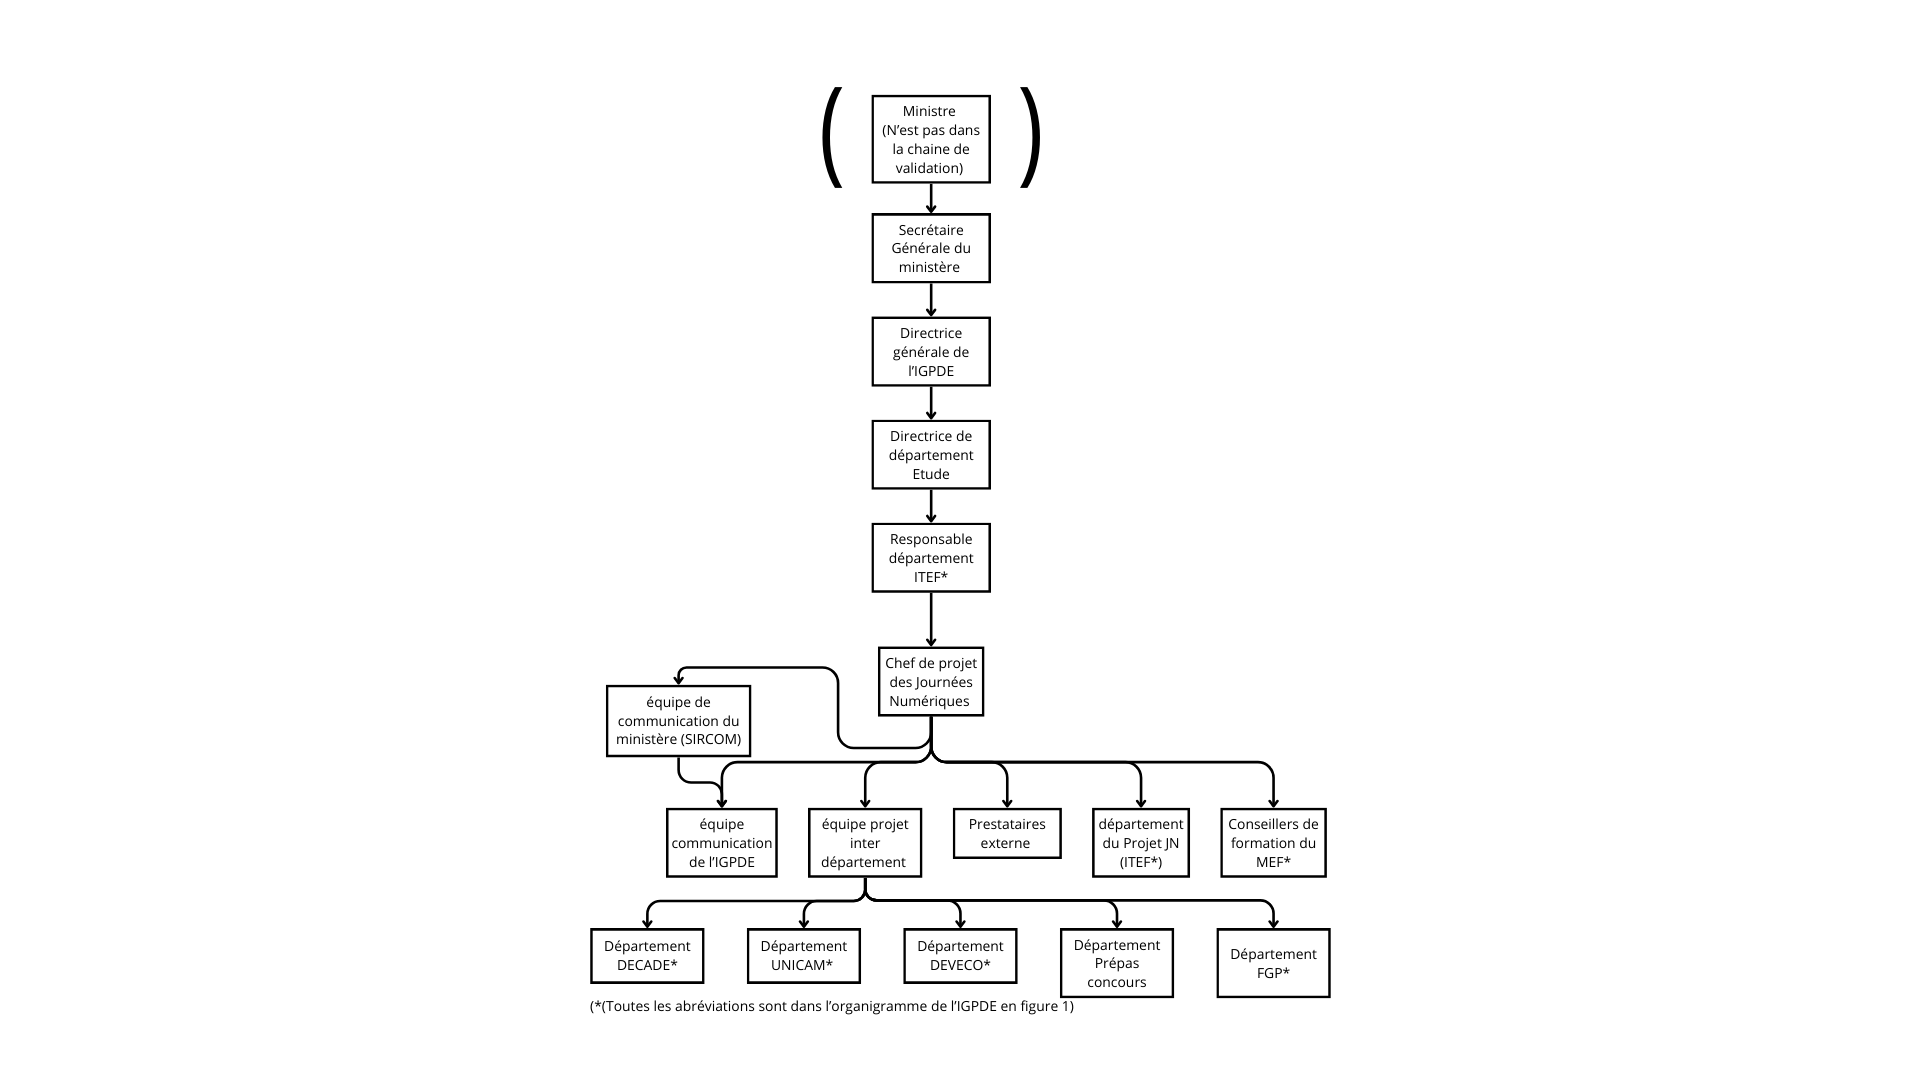 Ministre
(N’est pas dans
la chaine de
validation)
Secrétaire
Générale du
ministère
Directrice
générale de
l’IGPDE
Directrice de
département
Etude
Responsable
département
ITEF*
Chef de projet
des Journées
Numériques
équipe de
communication du
ministère (SIRCOM)
équipe
communication
de l’IGPDE
équipe projet
inter
département
Prestataires
externe
département
du Projet JN
(ITEF*)
Conseillers de
formation du
MEF*
Département
DECADE*
Département
UNICAM*
Département
DEVECO*
Département
Prépas
concours
Département
FGP*
(*(Toutes les abréviations sont dans l’organigramme de l’IGPDE en figure 1)